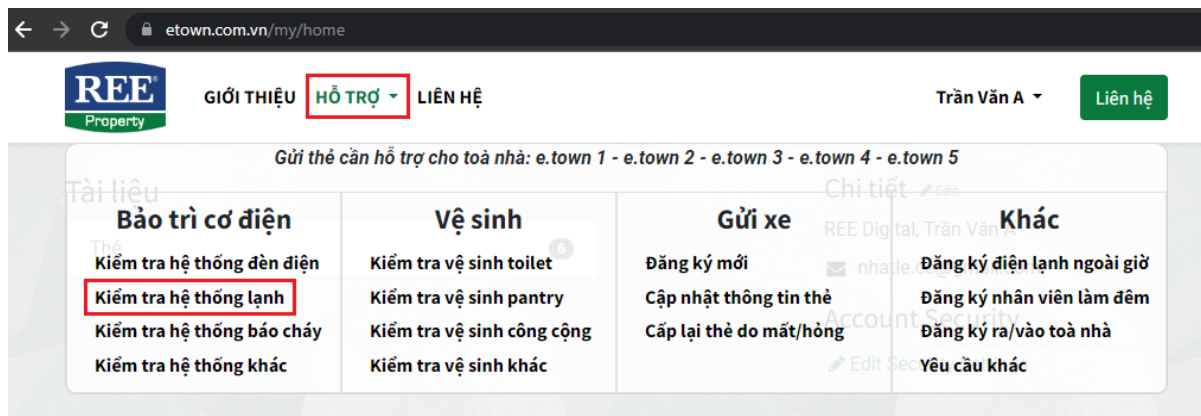 etown.com.vn/my/home
REE
Property
GIỚI THIỆU HỖ TRỢ LIÊN HỆ
Trần Văn A
Liên hệ
Gửi thẻ cần hỗ trợ cho toà nhà: e.town 1 - e.town 2 - e.town 3 - e.town 4 - e.town 5
Tài liệu
Chi tiết Edit
Bảo trì cơ điện
Kiểm tra hệ thống đèn điện
Kiểm tra hệ thống lạnh
Kiểm tra hệ thống báo cháy
Kiểm tra hệ thống khác
Vệ sinh
Kiểm tra vệ sinh toilet
Kiểm tra vệ sinh pantry
Kiểm tra vệ sinh công cộng
Kiểm tra vệ sinh khác
Gửi xe
Đăng ký mới
Cập nhật thông tin thẻ
Cấp lại thẻ do mất/hỏng
Khác
Đăng ký điện lạnh ngoài giờ
Đăng ký nhân viên làm đêm
Đăng ký ra/vào toà nhà
Yêu cầu khác
Thẻ
6
REE Digital, Trần Văn A
Account Security
Edit